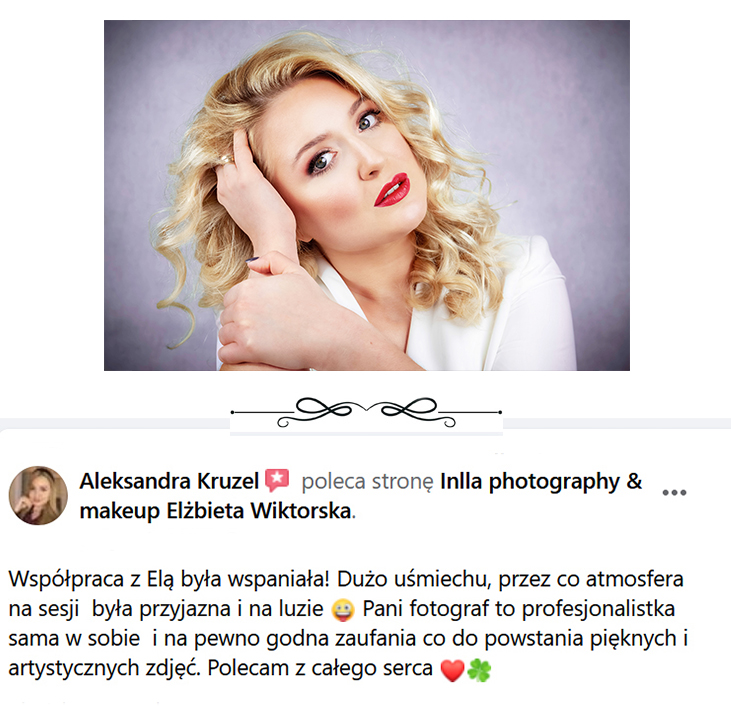 Aleksandra Kruzel poleca stronę Inlla photography &
makeup Elżbieta Wiktorska.
Współpraca z Elą była wspaniała! Dużo uśmiechu, przez co atmosfera
na sesji była przyjazna i na luzie 😀 Pani fotograf to profesjonalistka
sama w sobie i na pewno godna zaufania co do powstania pięknych i
artystycznych zdjęć. Polecam z całego serca ❤️🍀